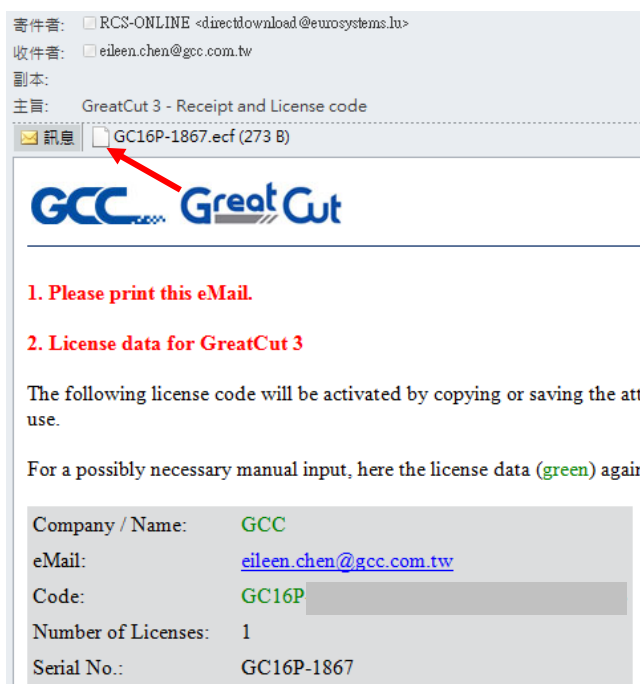 寄件者: RCS-ONLINE <directdownload@eurosystems.lu>
收件者: eileen.chen@gcc.com.tw
副本:
主旨: GreatCut 3 - Receipt and License code
訊息 GC16P-1867.ecf (273 B)
GCC GreatCut
1. Please print this eMail.
2. License data for GreatCut 3
The following license code will be activated by copying or saving the att
use.
For a possibly necessary manual input, here the license data (green) again
Company / Name: GCC
eMail: eileen.chen@gcc.com.tw
Code: GC16P
Number of Licenses: 1
Serial No.: GC16P-1867